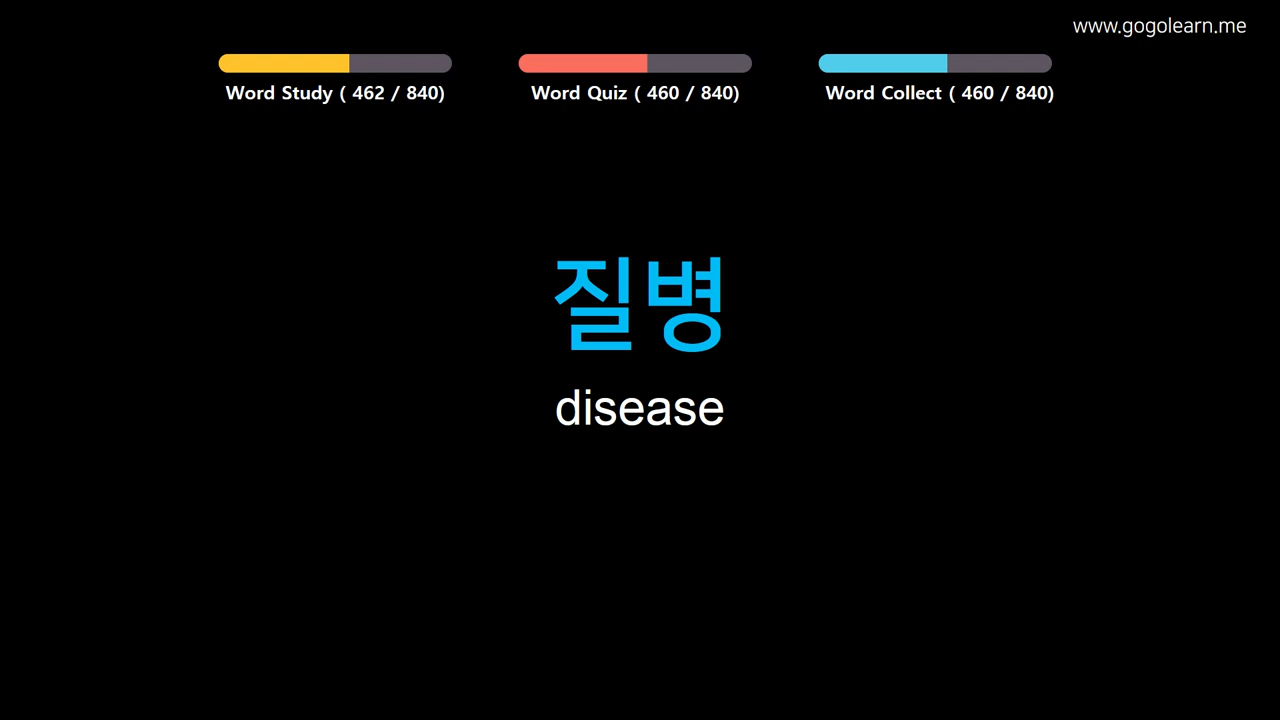 www.gogolearn.me
Word Study ( 462 / 840)
Word Quiz ( 460 / 840)
Word Collect ( 460 / 840)
질병
disease